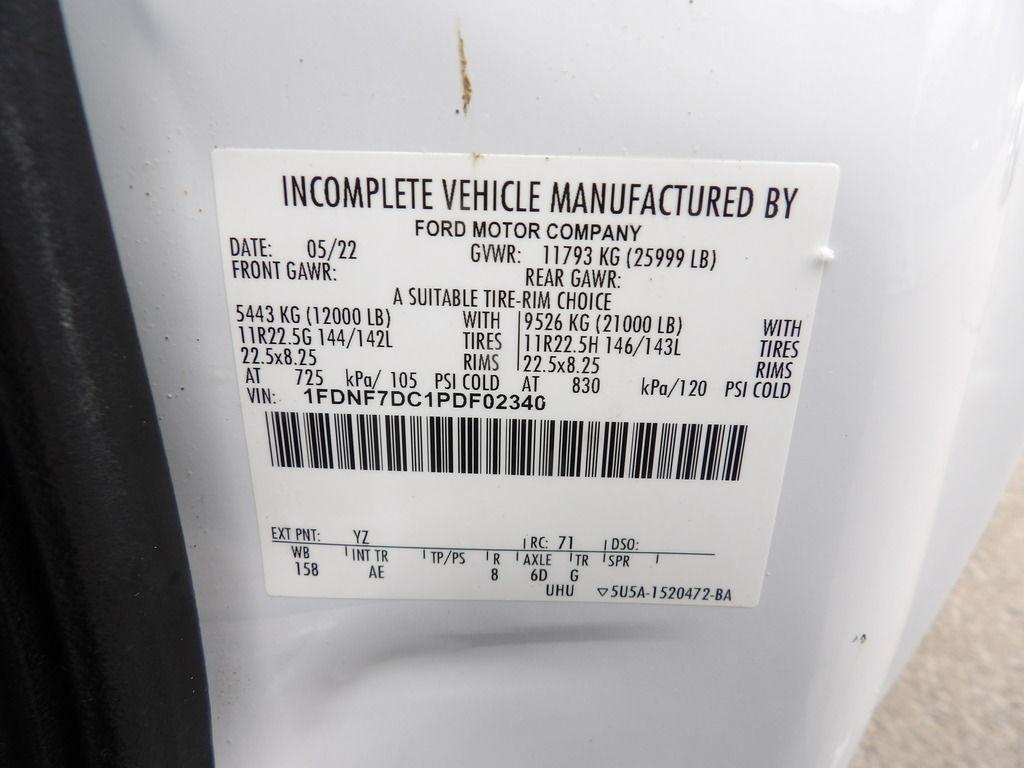 INCOMPLETE VEHICLE MANUFACTURED BY
FORD MOTOR COMPANY
DATE: 05/22 GVWR: 11793 KG (25999 LB)
FRONT GAWR: REAR GAWR:
A SUITABLE TIRE-RIM CHOICE
5443 KG (12000 LB) WITH 9526 KG (21000 LB) WITH
11R22.5G 144/142L TIRES 11R22.5H 146/143L TIRES
22.5x8.25 RIMS 22.5x8.25 RIMS
AT 725 kPa/ 105 PSI COLD AT 830 kPa/120 PSI COLD
VIN: 1FDNF7DC1PDF02340
EXT PNT: YZ RC: 71 DSO:
WB INT TR TP/PS R AXLE TR SPR
158 AE 8 6D G
UHU ▽5U5A-1520472-BA